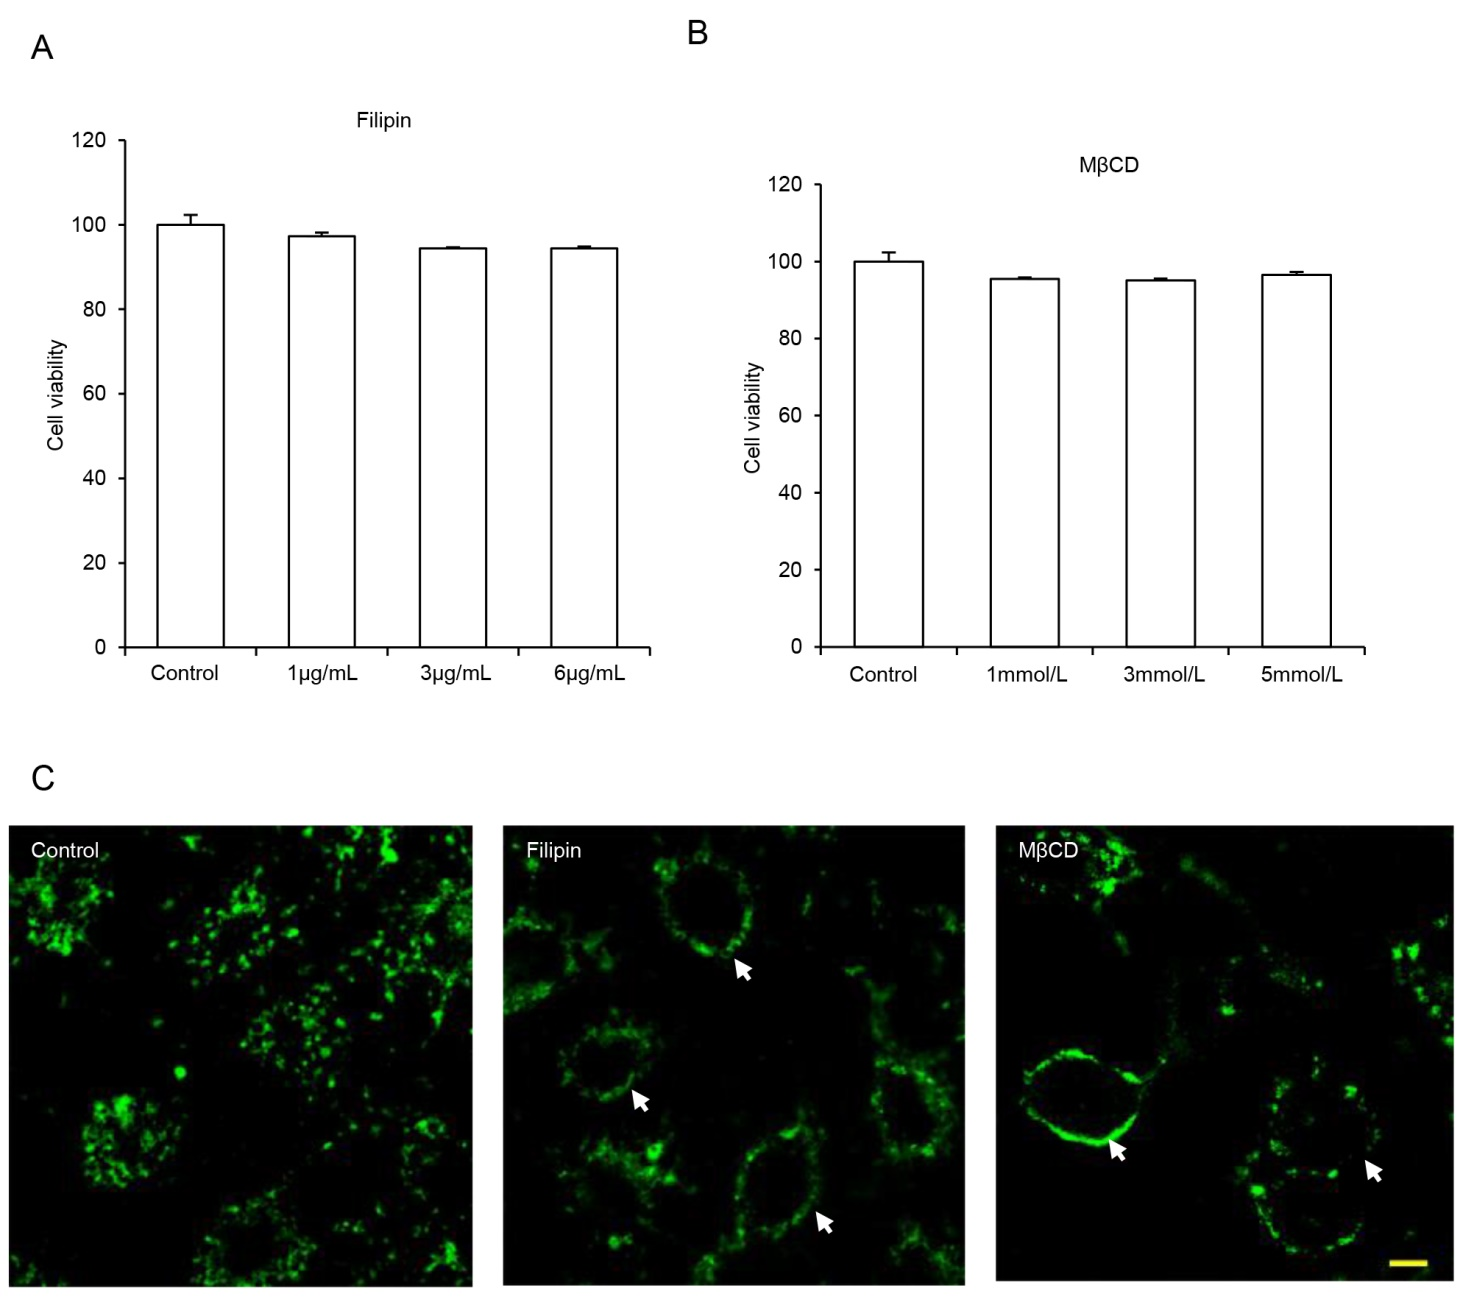 A
B
Filipin
120
100
80
60
40
20
0
Cell viability
Control
1µg/mL
3µg/mL
6µg/mL
MβCD
120
100
80
60
40
20
0
Cell viability
Control
1mmol/L
3mmol/L
5mmol/L
C
Control
Filipin
MβCD